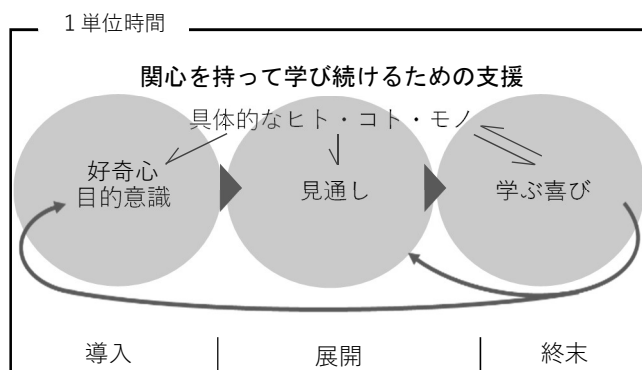 １単位時間
関心を持って学び続けるための支援
具体的なヒト・コト・モノ
好奇心
目的意識
見通し
学ぶ喜び
導入
展開
終末